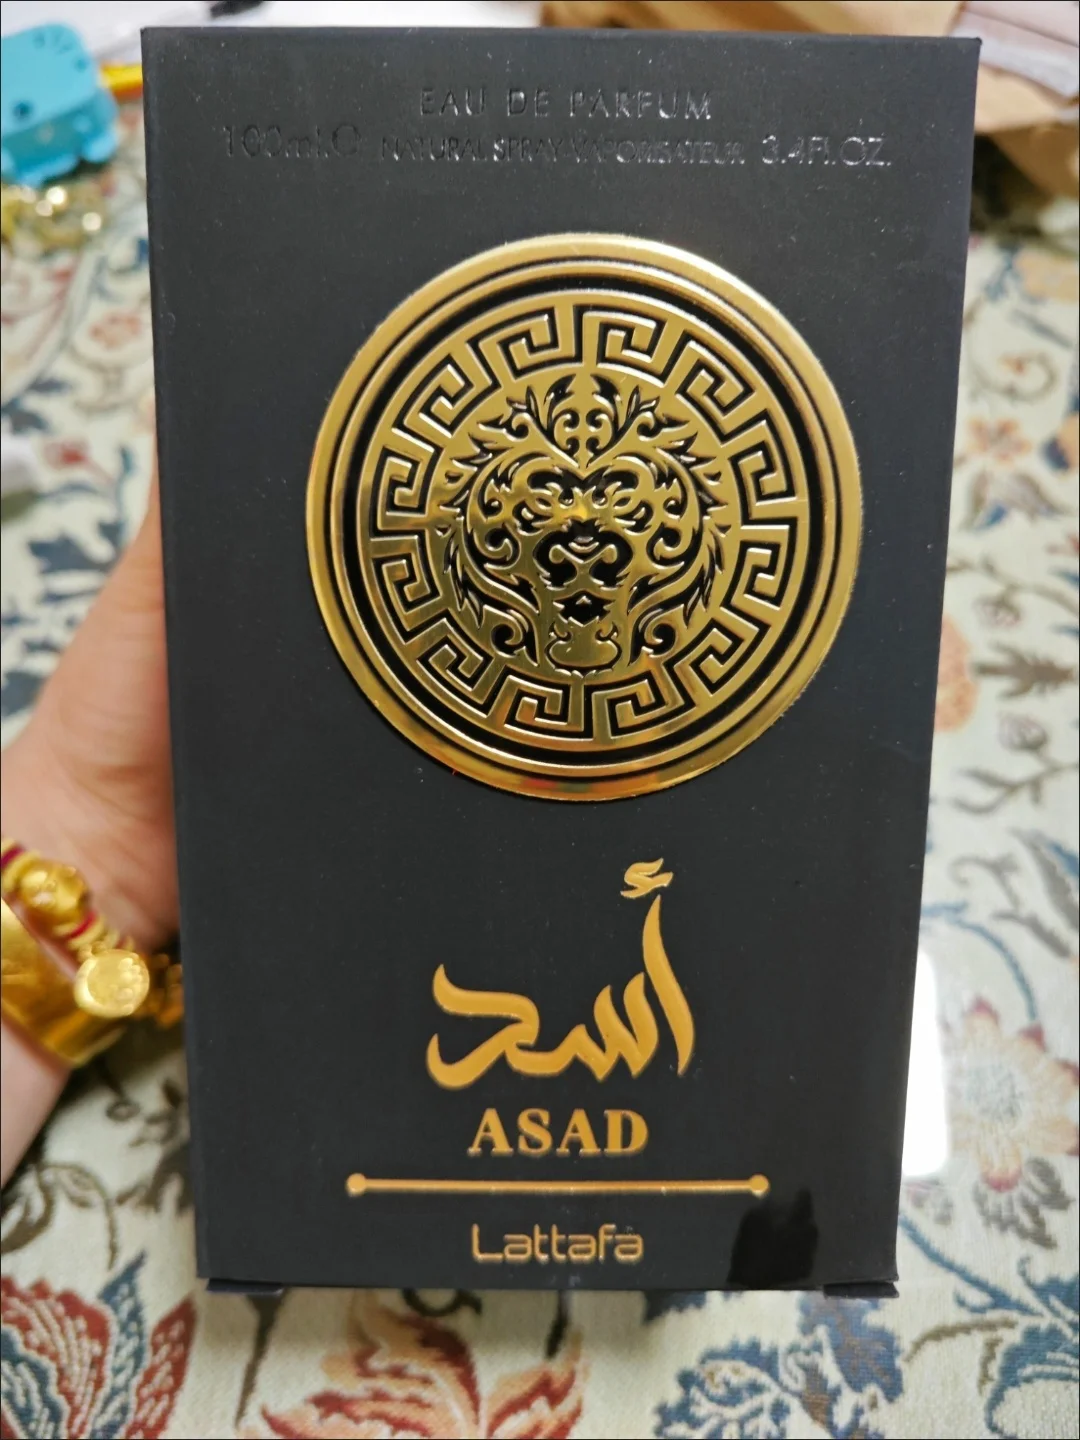 EAU DE PARFUM
100ml.℮ NATURAL SPRAY VAPORISATEUR 3.4Fl.OZ.
أسد
ASAD
Lattafa